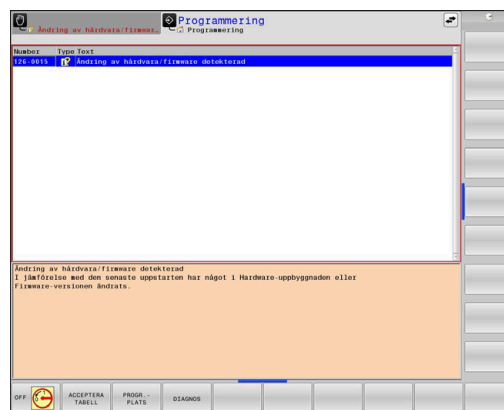 Ändring av hårdvara/firmwar…
Programmering
Programmering
Number Type Text
126-0015 Ändring av hårdvara/firmware detekterad
Ändring av hårdvara/firmware detekterad
I jämförelse med den senaste uppstarten har något i Hardware-uppbyggnaden eller
Firmware-versionen ändrats.
OFF
ACCEPTERA
TABELL
PROGR.-
PLATS
DIAGNOS